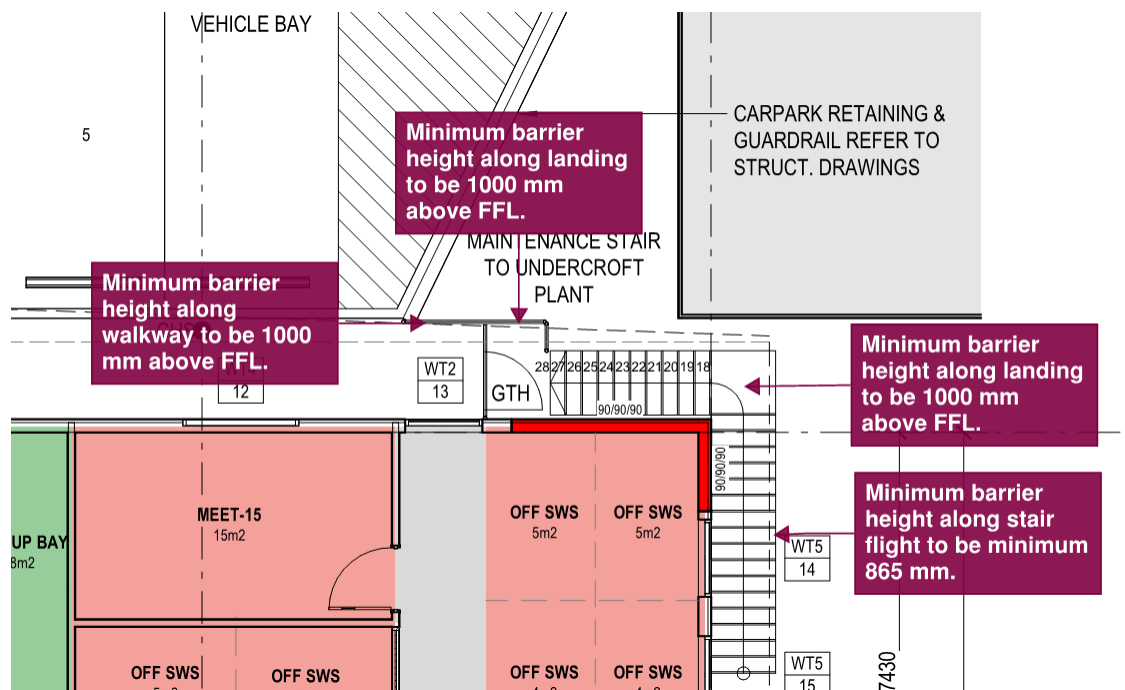 VEHICLE BAY
5
CARPARK RETAINING &
GUARDRAIL REFER TO
STRUCT. DRAWINGS
Minimum barrier
height along landing
to be 1000 mm
above FFL.
MAINTENANCE STAIR
TO UNDERCROFT
PLANT
Minimum barrier
height along
walkway to be 1000
mm above FFL.
12
WT2
13
GTH
28 27 26 25 24 23 22 21 20 19 18
90/90/90
Minimum barrier
height along landing
to be 1000 mm
above FFL.
90/90/90
Minimum barrier
height along stair
flight to be minimum
865 mm.
MEET-15
15m2
OFF SWS
5m2
OFF SWS
5m2
UP BAY
8m2
WT5
14
OFF SWS
OFF SWS
OFF SWS
OFF SWS
WT5
15
7430